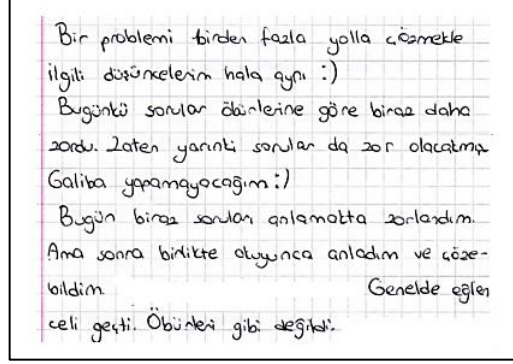 Bir problemi birden fazla yolla çözmekle
ilgili düşüncelerim hala aynı :)
Bugünkü sorular öbürlerine göre biraz daha
zordu. Zaten yarınki sorular da zor olacakmış
Galiba yapamayacağım :/
Bugün biraz soruları anlamakta zorlandım.
Ama sonra birlikte okuyunca anladım ve çöze-
bildim. Genelde eğlen
celi geçti. Öbürleri gibi değildi.